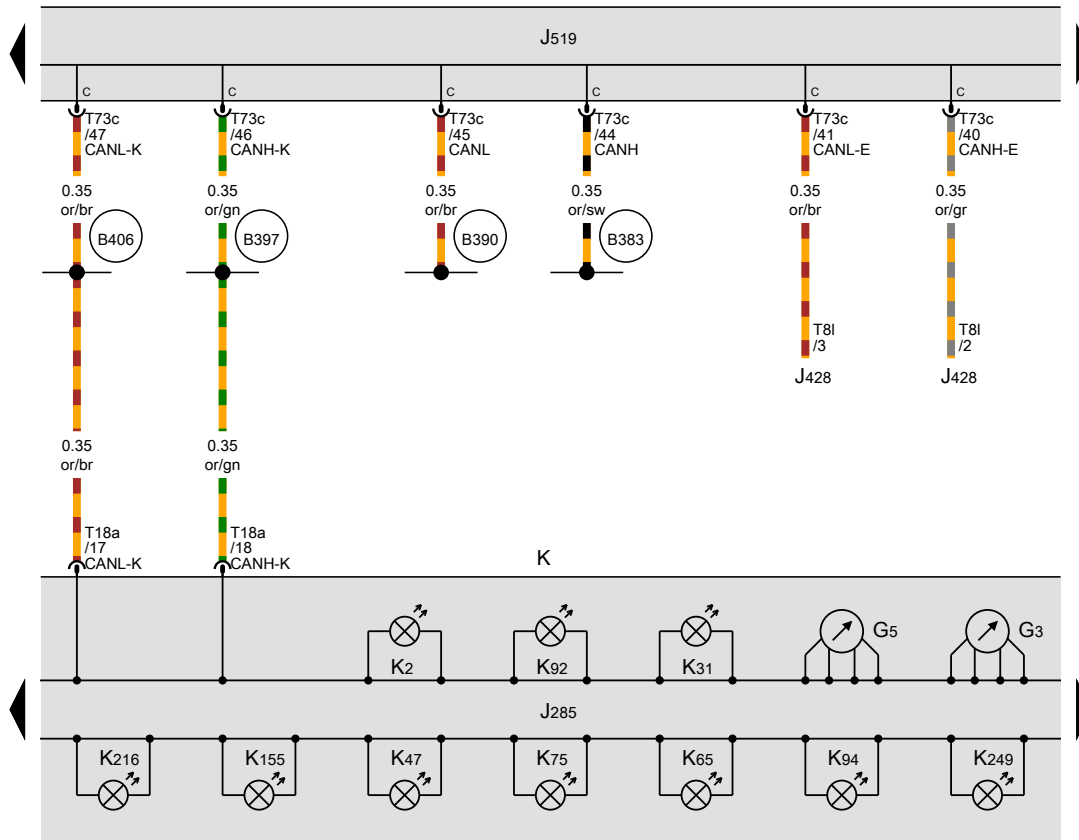 J519
c c c c c c
T73c T73c T73c T73c T73c T73c
/47 /46 /45 /44 /41 /40
CANL-K CANH-K CANL CANH CANL-E CANH-E
0.35 0.35 0.35 0.35 0.35 0.35
or/br or/gn or/br or/sw or/br or/gr
B406 B397 B390 B383
T8l T8l
/3 /2
J428 J428
0.35 0.35
or/br or/gn
T18a T18a
/17 /18
CANL-K CANH-K
K
G5 G3
K2 K92 K31
J285
K216 K155 K47 K75 K65 K94 K249